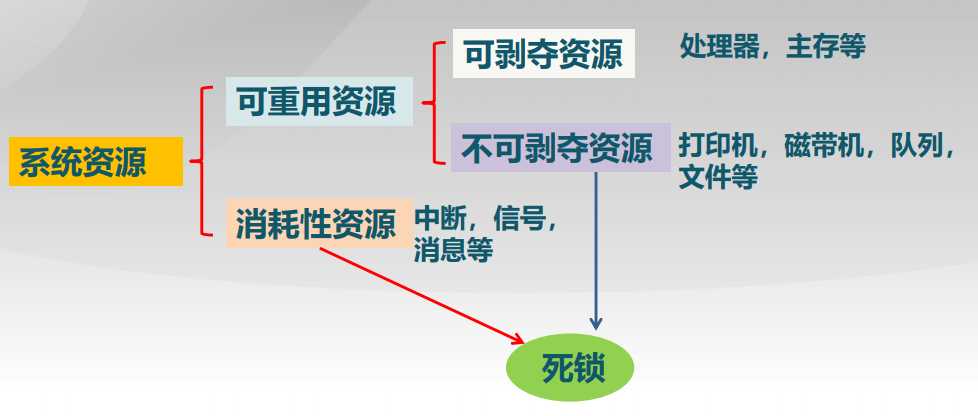 可剥夺资源
处理器，主存等
可重用资源
系统资源
不可剥夺资源
打印机，磁带机，队列，
文件等
消耗性资源
中断，信号，
消息等
死锁